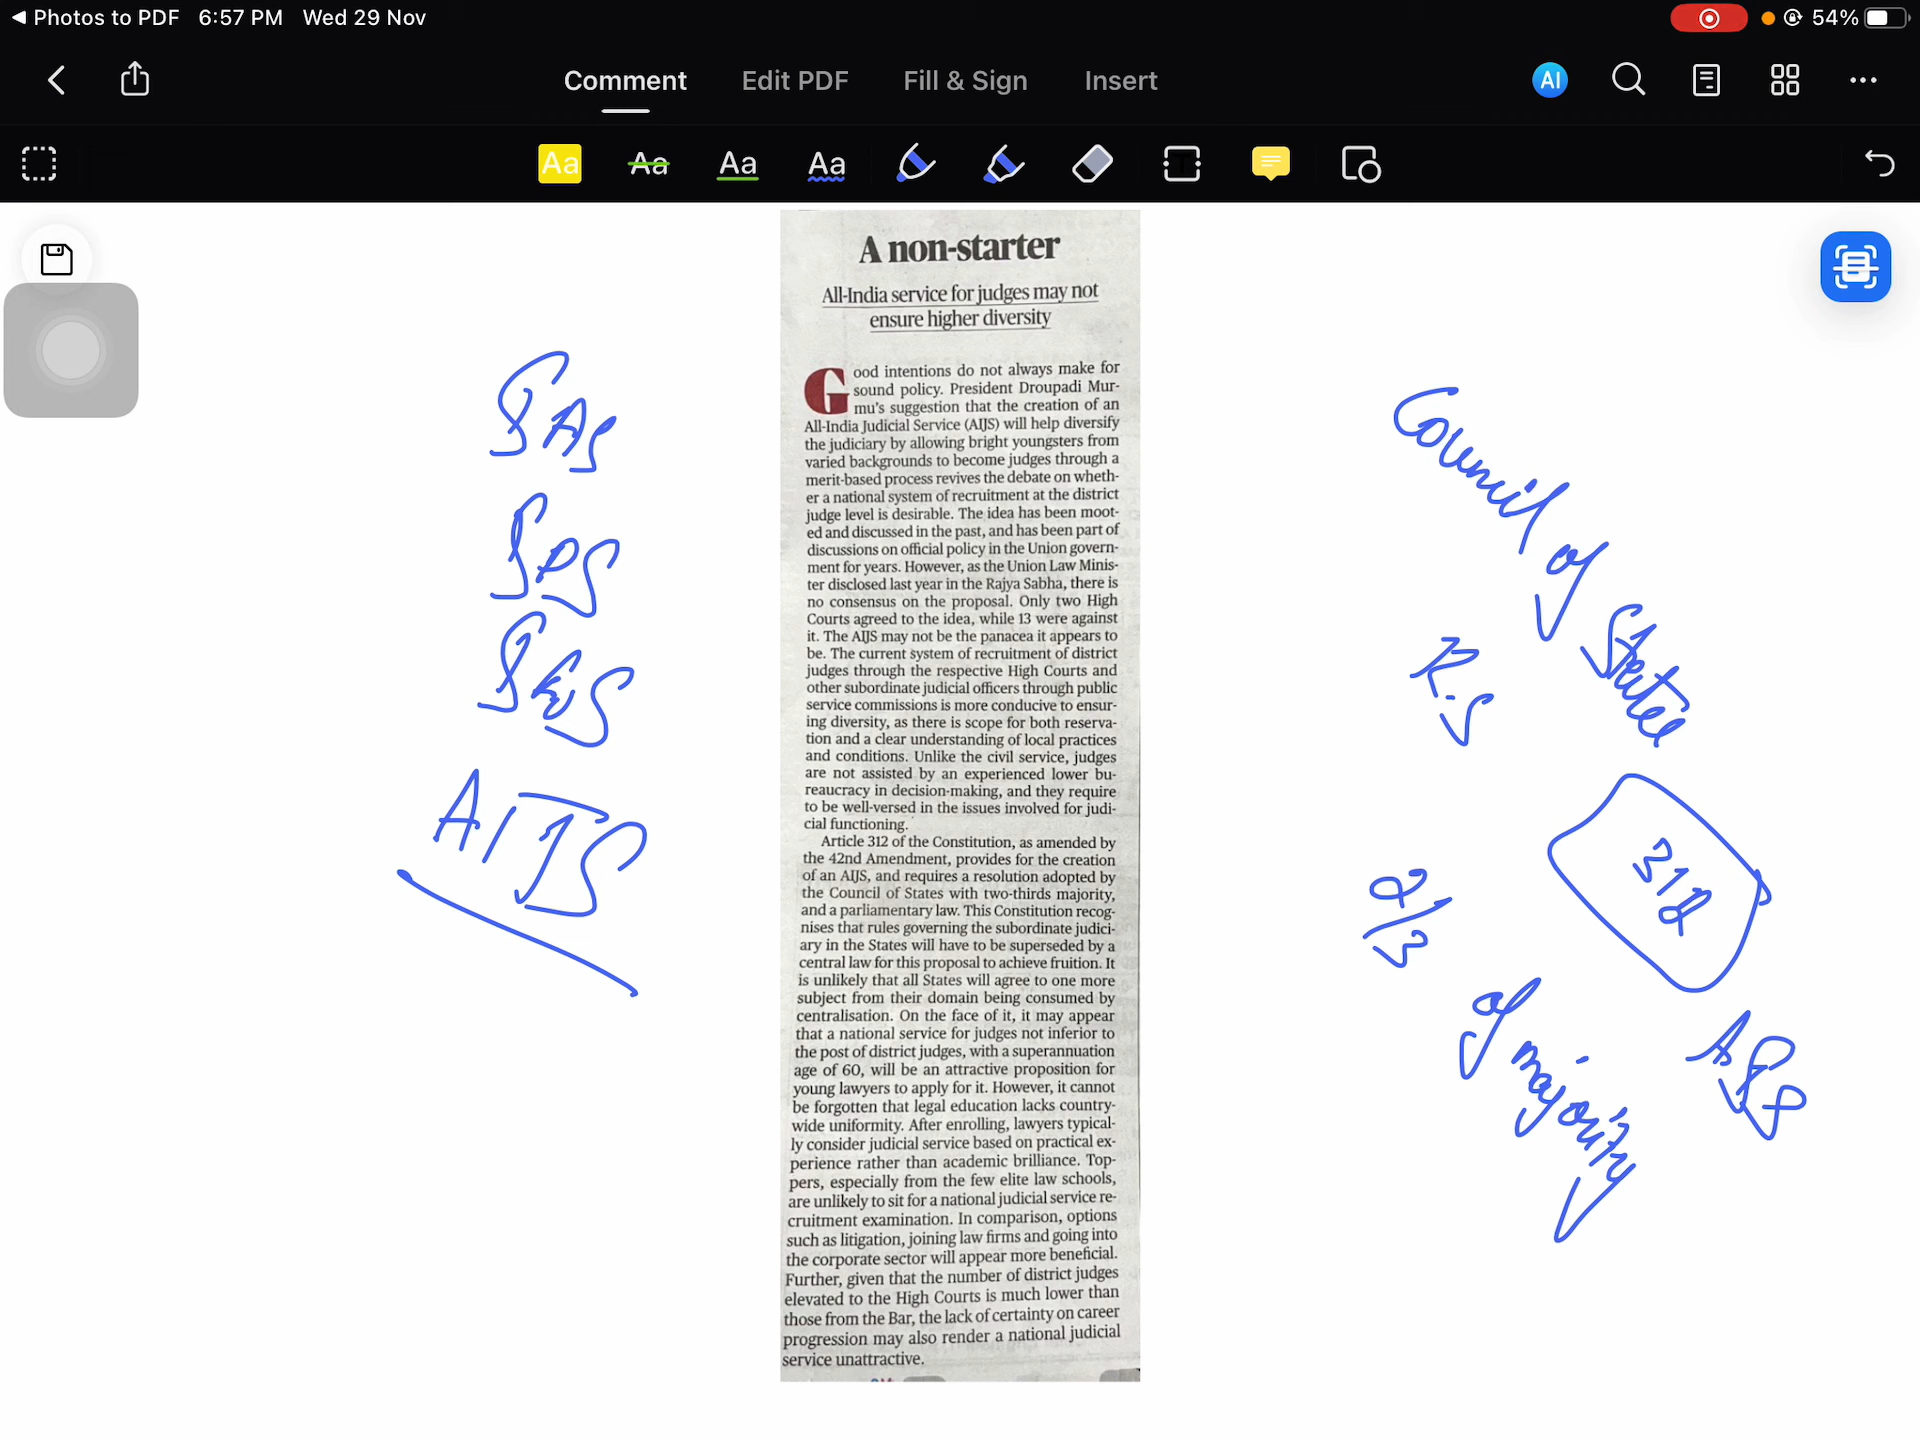 Photos to PDF 6:57 PM Wed 29 Nov
54%
Comment Edit PDF Fill & Sign Insert
AI
Aa Aa Aa Aa T
A non-starter
All-India service for judges may not
ensure higher diversity
Good intentions do not always make for
sound policy. President Droupadi Mur-
mu's suggestion that the creation of an
All-India Judicial Service (AIJS) will help diversify
the judiciary by allowing bright youngsters from
varied backgrounds to become judges through a
merit-based process revives the debate on wheth-
er a national system of recruitment at the district
judge level is desirable. The idea has been moot-
ed and discussed in the past, and has been part of
discussions on official policy in the Union govern-
ment for years. However, as the Union Law Minis-
ter disclosed last year in the Rajya Sabha, there is
no consensus on the proposal. Only two High
Courts agreed to the idea, while 13 were against
it. The AIJS may not be the panacea it appears to
be. The current system of recruitment of district
judges through the respective High Courts and
other subordinate judicial officers through public
service commissions is more conducive to ensur-
ing diversity, as there is scope for both reserva-
tion and a clear understanding of local practices
and conditions. Unlike the civil service, judges
are not assisted by an experienced lower bu-
reaucracy in decision-making, and they require
to be well-versed in the issues involved for judi-
cial functioning.
Article 312 of the Constitution, as amended by
the 42nd Amendment, provides for the creation
of an AIJS, and requires a resolution adopted by
the Council of States with two-thirds majority,
and a parliamentary law. This Constitution recog-
nises that rules governing the subordinate judici-
ary in the States will have to be superseded by a
central law for this proposal to achieve fruition. It
is unlikely that all States will agree to one more
subject from their domain being consumed by
centralisation. On the face of it, it may appear
that a national service for judges not inferior to
the post of district judges, with a superannuation
age of 60, will be an attractive proposition for
young lawyers to apply for it. However, it cannot
be forgotten that legal education lacks country-
wide uniformity. After enrolling, lawyers typical-
ly consider judicial service based on practical ex-
perience rather than academic brilliance. Top-
pers, especially from the few elite law schools,
are unlikely to sit for a national judicial service re-
cruitment examination. In comparison, options
such as litigation, joining law firms and going into
the corporate sector will appear more beneficial.
Further, given that the number of district judges
elevated to the High Courts is much lower than
those from the Bar, the lack of certainty on career
progression may also render a national judicial
service unattractive.
IAS
IPS
AIJS
Council of States
R.S
312
2/3
of majority